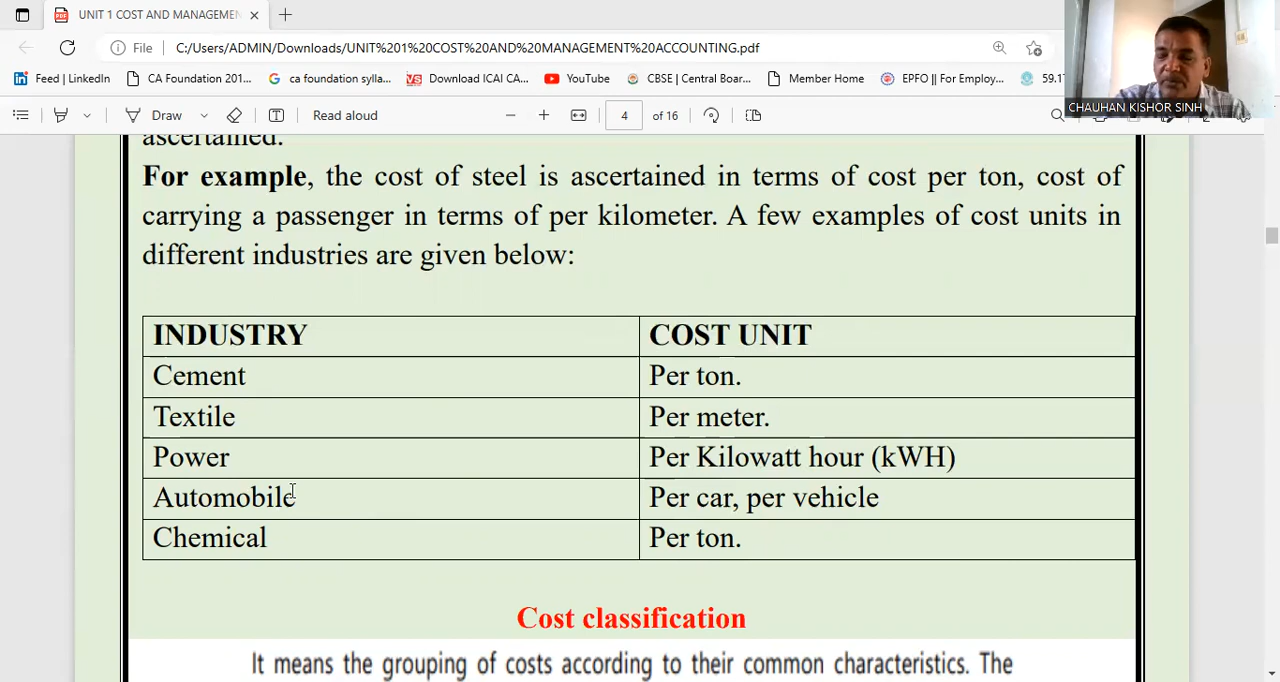 UNIT 1 COST AND MANAGEMEN
File C:/Users/ADMIN/Downloads/UNIT%201%20COST%20AND%20MANAGEMENT%20ACCOUNTING.pdf
Feed | LinkedIn CA Foundation 201... ca foundation sylla... Download ICAI CA... YouTube CBSE | Central Boar... Member Home EPFO || For Employ... 59.1
CHAUHAN KISHOR SINH
Draw Read aloud 4 of 16
ascertained.
For example, the cost of steel is ascertained in terms of cost per ton, cost of
carrying a passenger in terms of per kilometer. A few examples of cost units in
different industries are given below:
INDUSTRY COST UNIT
Cement Per ton.
Textile Per meter.
Power Per Kilowatt hour (kWH)
Automobile Per car, per vehicle
Chemical Per ton.
Cost classification
It means the grouping of costs according to their common characteristics. The